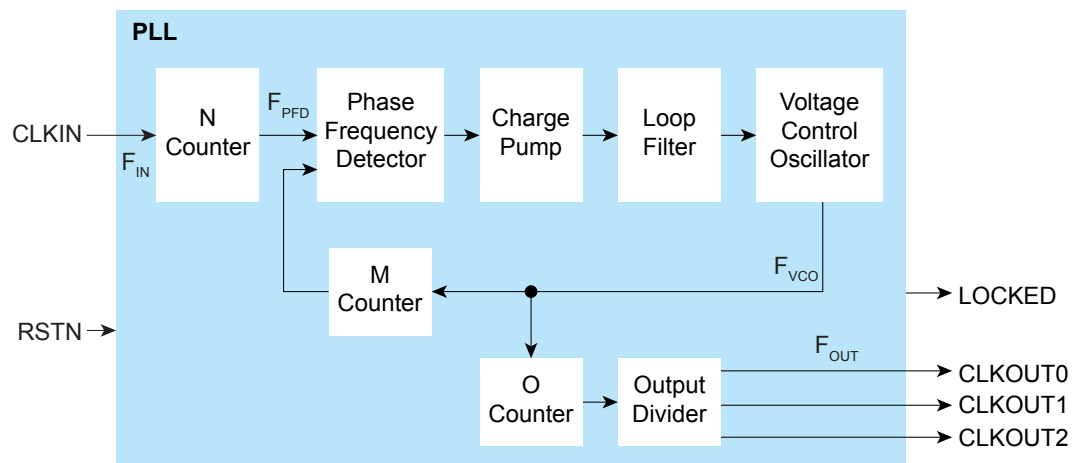 PLL
CLKIN
F_IN
N
Counter
F_PFD
Phase
Frequency
Detector
Charge
Pump
Loop
Filter
Voltage
Control
Oscillator
M
Counter
F_VCO
LOCKED
RSTN
O
Counter
Output
Divider
F_OUT
CLKOUT0
CLKOUT1
CLKOUT2